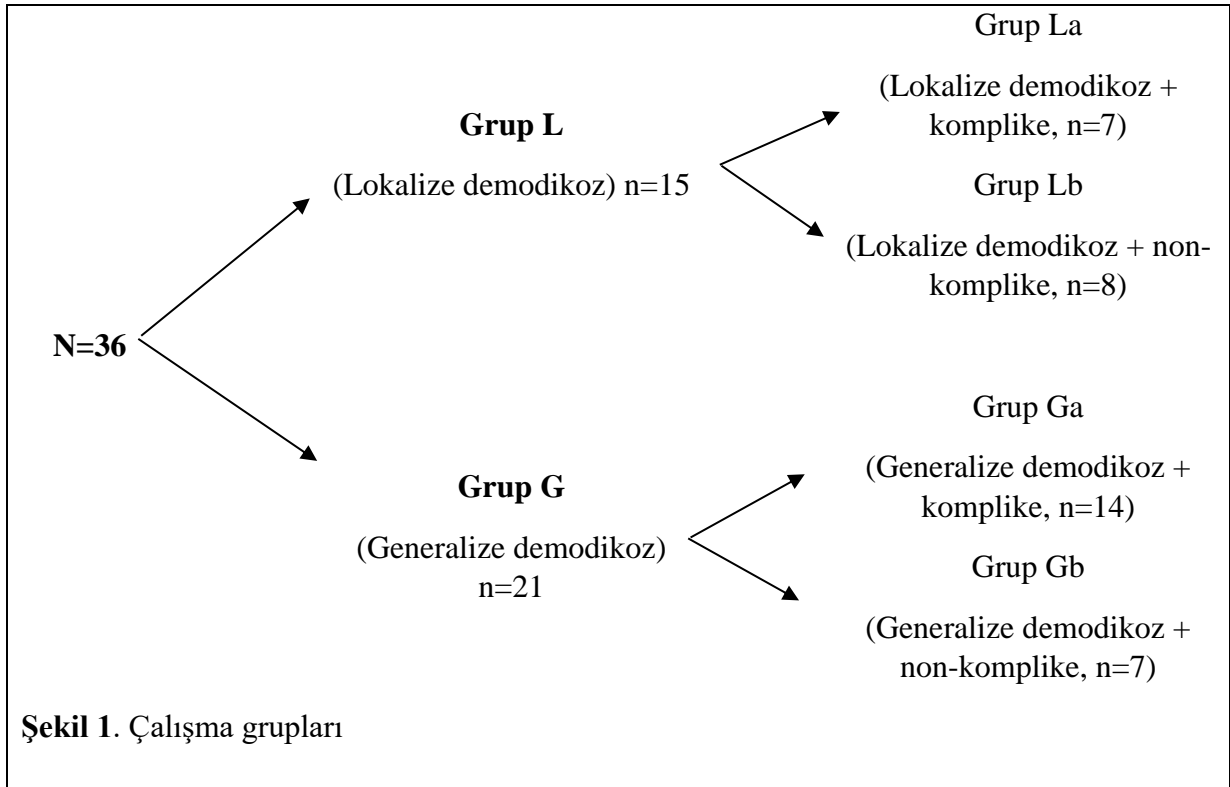 Grup La
(Lokalize demodikoz +
komplike, n=7)
Grup L
(Lokalize demodikoz) n=15
Grup Lb
(Lokalize demodikoz + non-
komplike, n=8)
N=36
Grup Ga
(Generalize demodikoz +
komplike, n=14)
Grup G
(Generalize demodikoz)
n=21
Grup Gb
(Generalize demodikoz +
non-komplike, n=7)
Şekil 1. Çalışma grupları